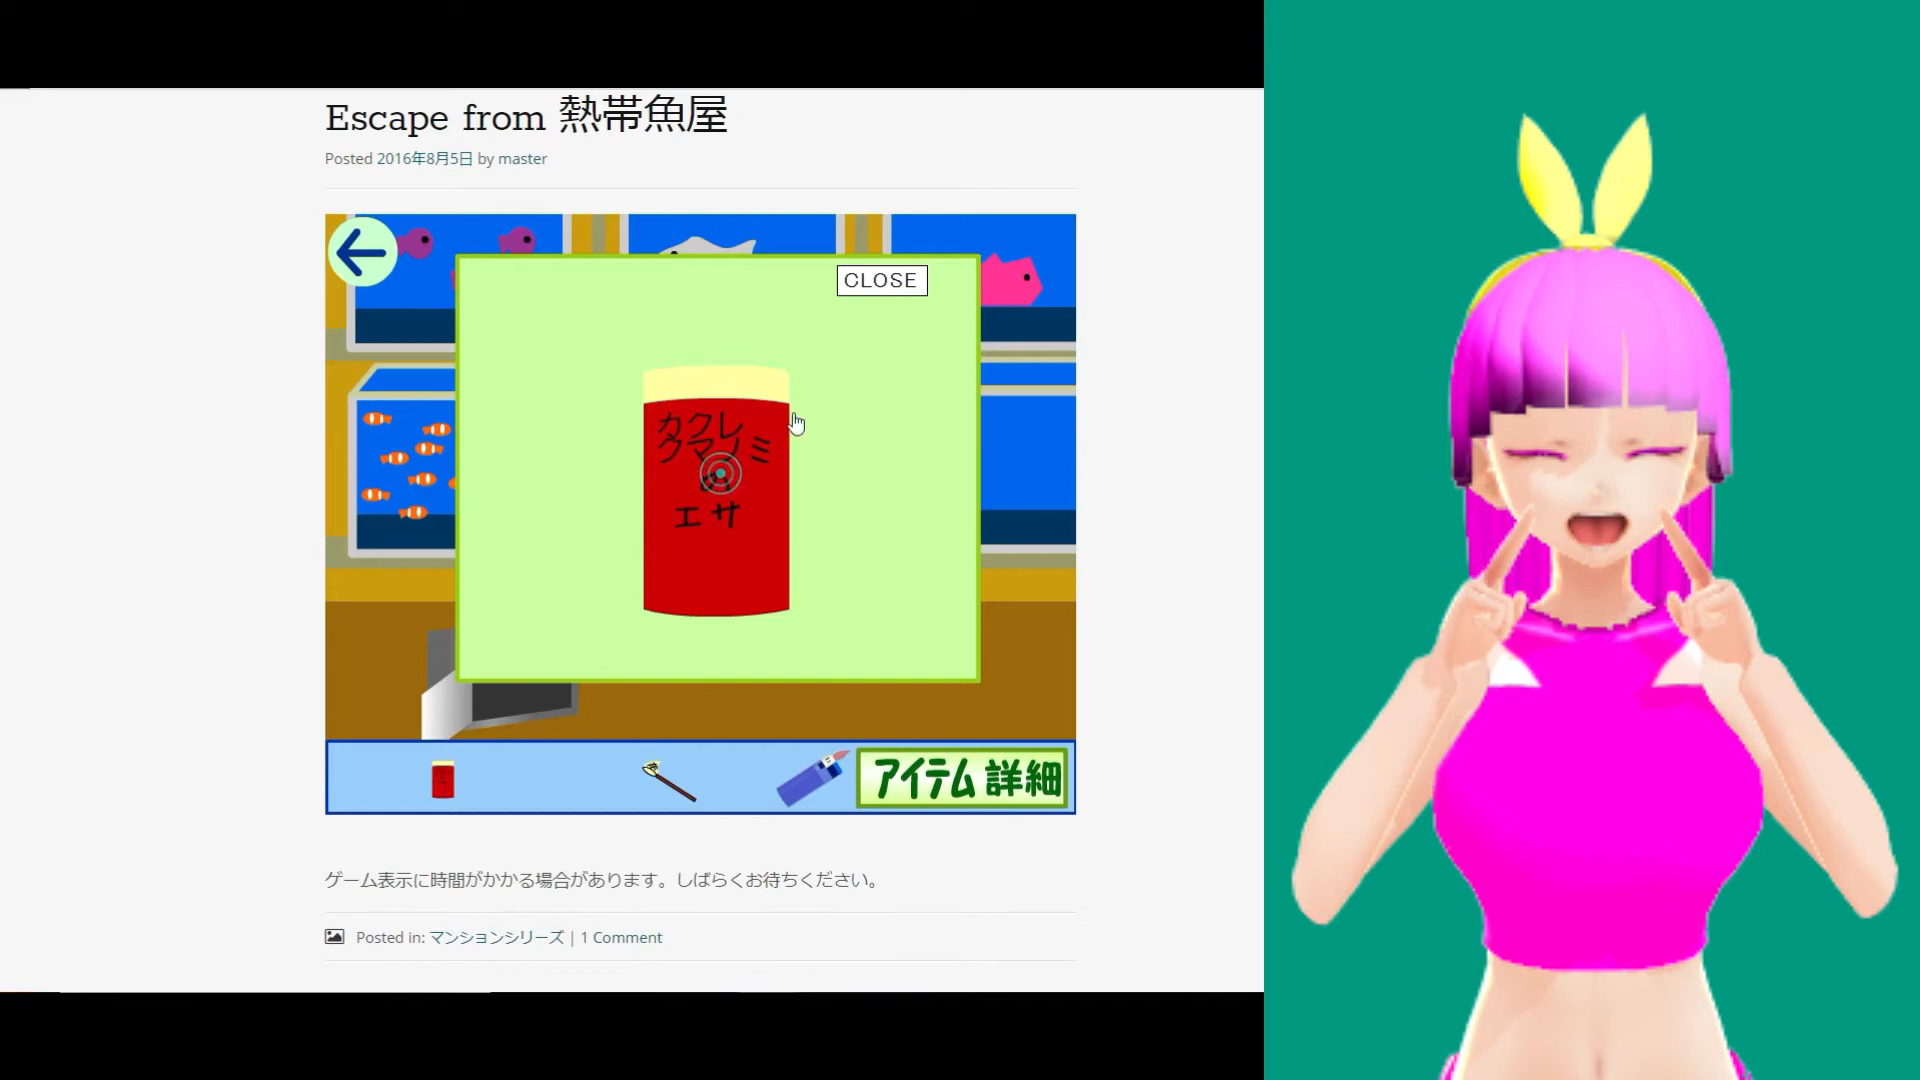 Escape from 熱帯魚屋
Posted 2016年8月5日 by master
CLOSE
カクレ
クマノミ
エサ
アイテム詳細
ゲーム表示に時間がかかる場合があります。しばらくお待ちください。
Posted in: マンションシリーズ | 1 Comment